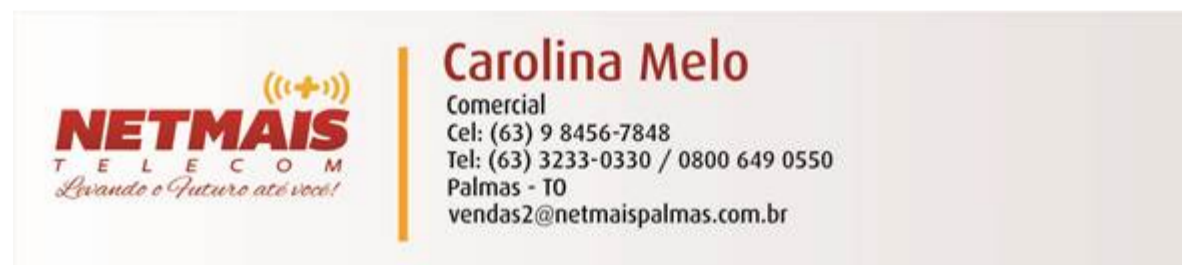 ((+))
NETMAIS
TELECOM
Levando o Futuro até você!
Carolina Melo
Comercial
Cel: (63) 9 8456-7848
Tel: (63) 3233-0330 / 0800 649 0550
Palmas - TO
vendas2@netmaispalmas.com.br